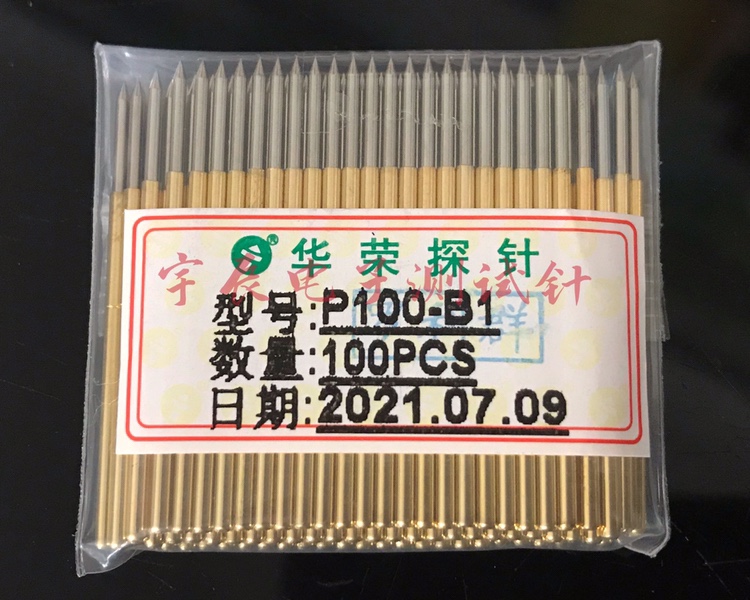 ® 华荣探针
宇辰电子测试针
型号:P100-B1
数量:100PCS
日期:2021.07.09